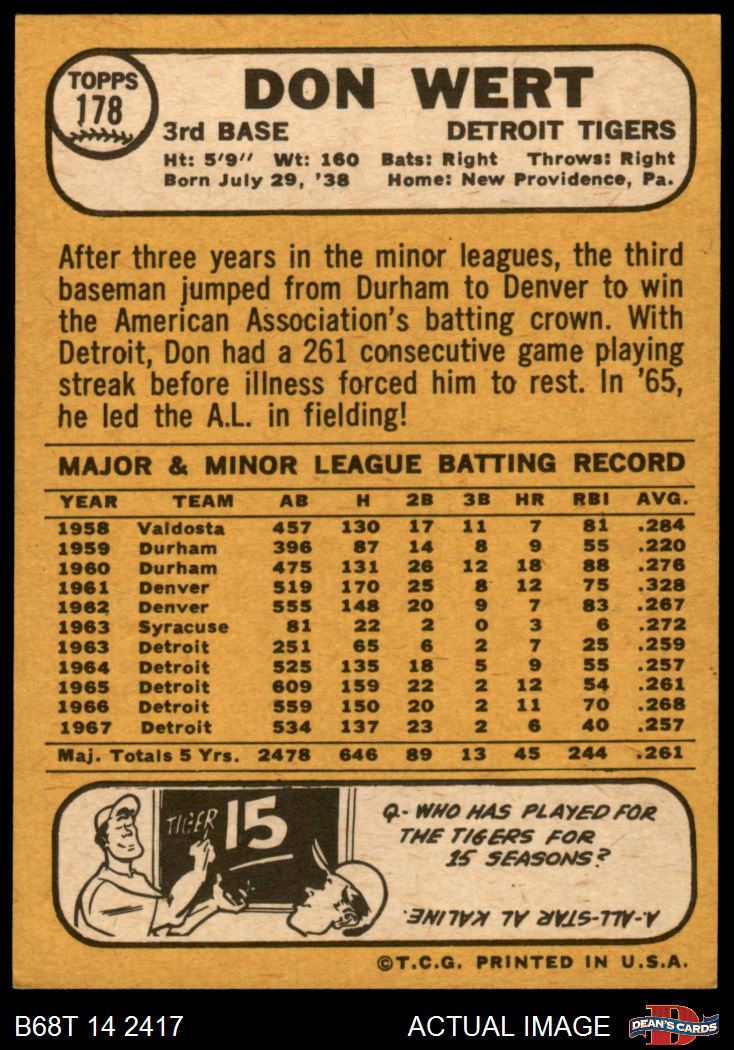 TOPPS
178
DON WERT
3rd BASE DETROIT TIGERS
Ht: 5'9'' Wt: 160 Bats: Right Throws: Right
Born July 29, '38 Home: New Providence, Pa.
After three years in the minor leagues, the third
baseman jumped from Durham to Denver to win
the American Association's batting crown. With
Detroit, Don had a 261 consecutive game playing
streak before illness forced him to rest. In '65,
he led the A.L. in fielding!
MAJOR & MINOR LEAGUE BATTING RECORD
YEAR TEAM AB H 2B 3B HR RBI AVG.
1958 Valdosta 457 130 17 11 7 81 .284
1959 Durham 396 87 14 8 9 55 .220
1960 Durham 475 131 26 12 18 88 .276
1961 Denver 519 170 25 8 12 75 .328
1962 Denver 555 148 20 9 7 83 .267
1963 Syracuse 81 22 2 0 3 6 .272
1963 Detroit 251 65 6 2 7 25 .259
1964 Detroit 525 135 18 5 9 55 .257
1965 Detroit 609 159 22 2 12 54 .261
1966 Detroit 559 150 20 2 11 70 .268
1967 Detroit 534 137 23 2 6 40 .257
Maj. Totals 5 Yrs. 2478 646 89 13 45 244 .261
TIGER 15
Q- WHO HAS PLAYED FOR
THE TIGERS FOR
15 SEASONS?
A-ALL-STAR AL KALINE.
©T.C.G. PRINTED IN U.S.A.
B68T 14 2417 ACTUAL IMAGE
D
DEAN'S CARDS